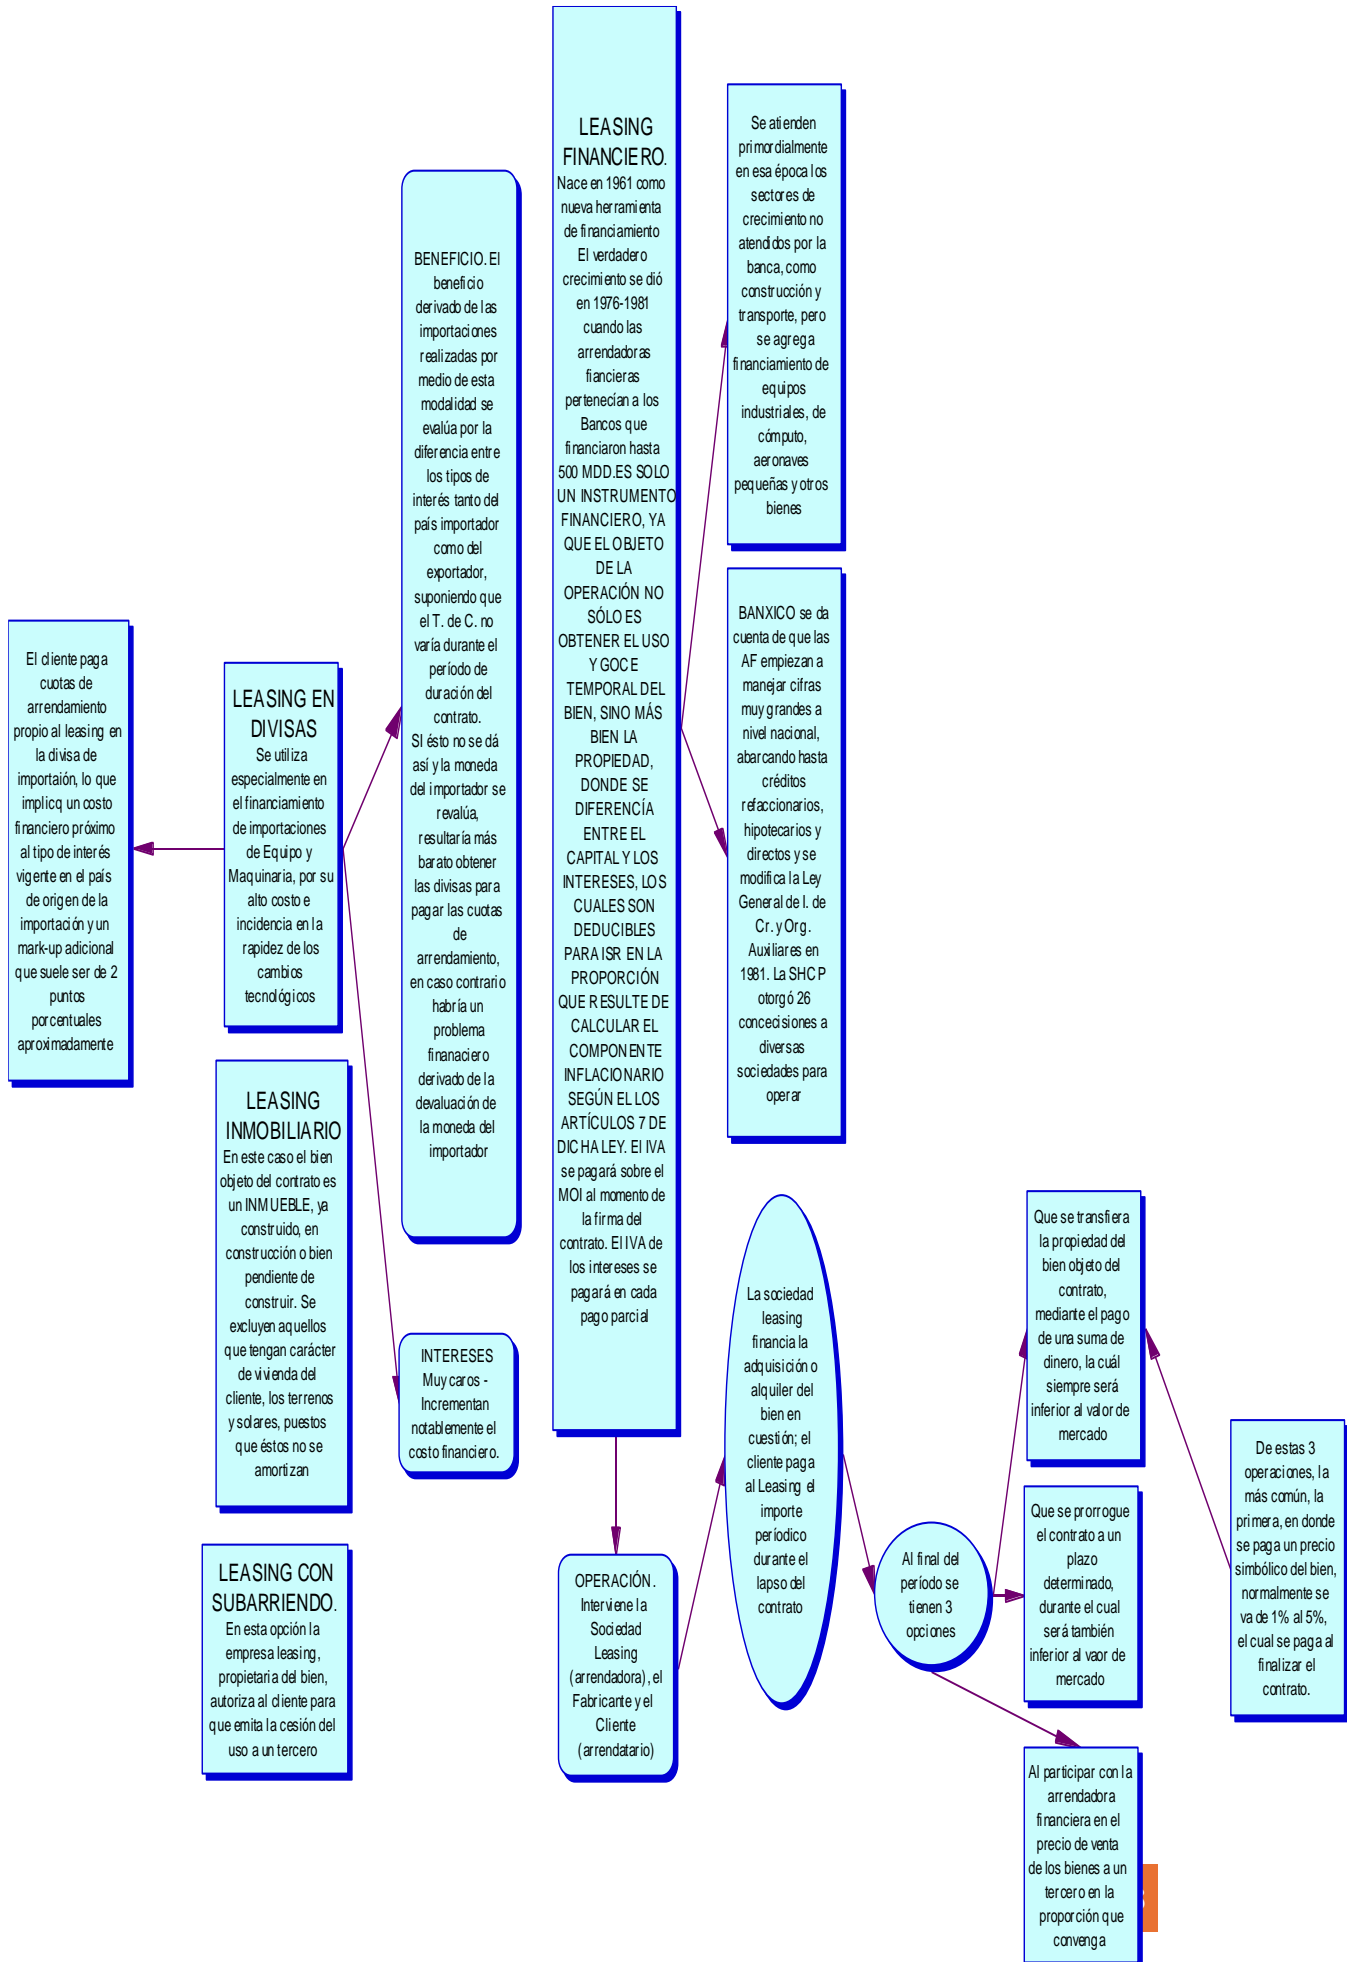 El cliente paga
cuotas de
arrendamiento
propio al leasing en
la divisa de
importaión, lo que
implicq un costo
financiero próximo
al tipo de interés
vigente en el país
de origen de la
importación y un
mark-up adicional
que suele ser de 2
puntos
porcentuales
aproximadamente
LEASING EN
DIVISAS
Se utiliza
especialmente en
el financiamiento
de importaciones
de Equipo y
Maquinaria, por su
alto costo e
incidencia en la
rapidez de los
cambios
tecnológicos
BENEFICIO. El
beneficio
derivado de las
importaciones
realizadas por
medio de esta
modalidad se
evalúa por la
diferencia entre
los tipos de
interés tanto del
país importador
como del
exportador,
suponiendo que
el T. de C. no
varía durante el
período de
duración del
contrato.
SI ésto no se dá
así y la moneda
del importador se
revalúa,
resultaría más
barato obtener
las divisas para
pagar las cuotas
de
arrendamiento,
en caso contrario
habría un
problema
finanaciero
derivado de la
devaluación de
la moneda del
importador
INTERESES
Muy caros -
Incrementan
notablemente el
costo financiero.
LEASING
INMOBILIARIO
En este caso el bien
objeto del contrato es
un INMUEBLE, ya
construido, en
construcción o bien
pendiente de
construir. Se
excluyen aquellos
que tengan carácter
de vivienda del
cliente, los terrenos
y solares, puestos
que éstos no se
amortizan
LEASING CON
SUBARRIENDO.
En esta opción la
empresa leasing,
propietaria del bien,
autoriza al cliente para
que emita la cesión del
uso a un tercero
LEASING
FINANCIERO.
Nace en 1961 como
nueva herramienta
de financiamiento
El verdadero
crecimiento se dió
en 1976-1981
cuando las
arrendadoras
fiancieras
pertenecían a los
Bancos que
financiaron hasta
500 MDD.ES SOLO
UN INSTRUMENTO
FINANCIERO, YA
QUE EL OBJETO
DE LA
OPERACIÓN NO
SÓLO ES
OBTENER EL USO
Y GOCE
TEMPORAL DEL
BIEN, SINO MÁS
BIEN LA
PROPIEDAD,
DONDE SE
DIFERENCÍA
ENTRE EL
CAPITAL Y LOS
INTERESES, LOS
CUALES SON
DEDUCIBLES
PARA ISR EN LA
PROPORCIÓN
QUE RESULTE DE
CALCULAR EL
COMPONENTE
INFLACIONARIO
SEGÚN EL LOS
ARTÍCULOS 7 DE
DICHA LEY. El IVA
se pagará sobre el
MOI al momento de
la firma del
contrato. El IVA de
los intereses se
pagará en cada
pago parcial
Se atienden
primordialmente
en esa época los
sectores de
crecimiento no
atendidos por la
banca, como
construcción y
transporte, pero
se agrega
financiamiento de
equipos
industriales, de
cómputo,
aeronaves
pequeñas y otros
bienes
BANXICO se da
cuenta de que las
AF empiezan a
manejar cifras
muy grandes a
nivel nacional,
abarcando hasta
créditos
refaccionarios,
hipotecarios y
directos y se
modifica la Ley
General de I. de
Cr. y Org.
Auxiliares en
1981. La SHCP
otorgó 26
concecisiones a
diversas
sociedades para
operar
OPERACIÓN.
Interviene la
Sociedad
Leasing
(arrendadora), el
Fabricante y el
Cliente
(arrendatario)
La sociedad
leasing
financia la
adquisición o
alquiler del
bien en
cuestión; el
cliente paga
al Leasing el
importe
períodico
durante el
lapso del
contrato
Al final del
período se
tienen 3
opciones
Que se transfiera
la propiedad del
bien objeto del
contrato,
mediante el pago
de una suma de
dinero, la cuál
siempre será
inferior al valor de
mercado
Que se prorrogue
el contrato a un
plazo
determinado,
durante el cual
será también
inferior al vaor de
mercado
Al participar con la
arrendadora
financiera en el
precio de venta
de los bienes a un
tercero en la
proporción que
convenga
De estas 3
operaciones, la
más común, la
primera, en donde
se paga un precio
simbólico del bien,
normalmente se
va de 1% al 5%,
el cual se paga al
finalizar el
contrato.